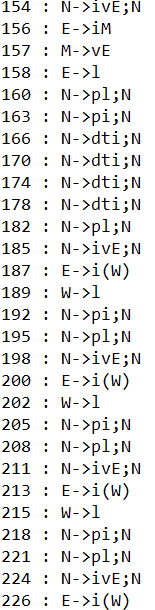 154 : N->ivE;N
156 : E->iM
157 : M->vE
158 : E->l
160 : N->pl;N
163 : N->pi;N
166 : N->dti;N
170 : N->dti;N
174 : N->dti;N
178 : N->dti;N
182 : N->pl;N
185 : N->ivE;N
187 : E->i(W)
189 : W->l
192 : N->pi;N
195 : N->pl;N
198 : N->ivE;N
200 : E->i(W)
202 : W->l
205 : N->pi;N
208 : N->pl;N
211 : N->ivE;N
213 : E->i(W)
215 : W->l
218 : N->pi;N
221 : N->pl;N
224 : N->ivE;N
226 : E->i(W)